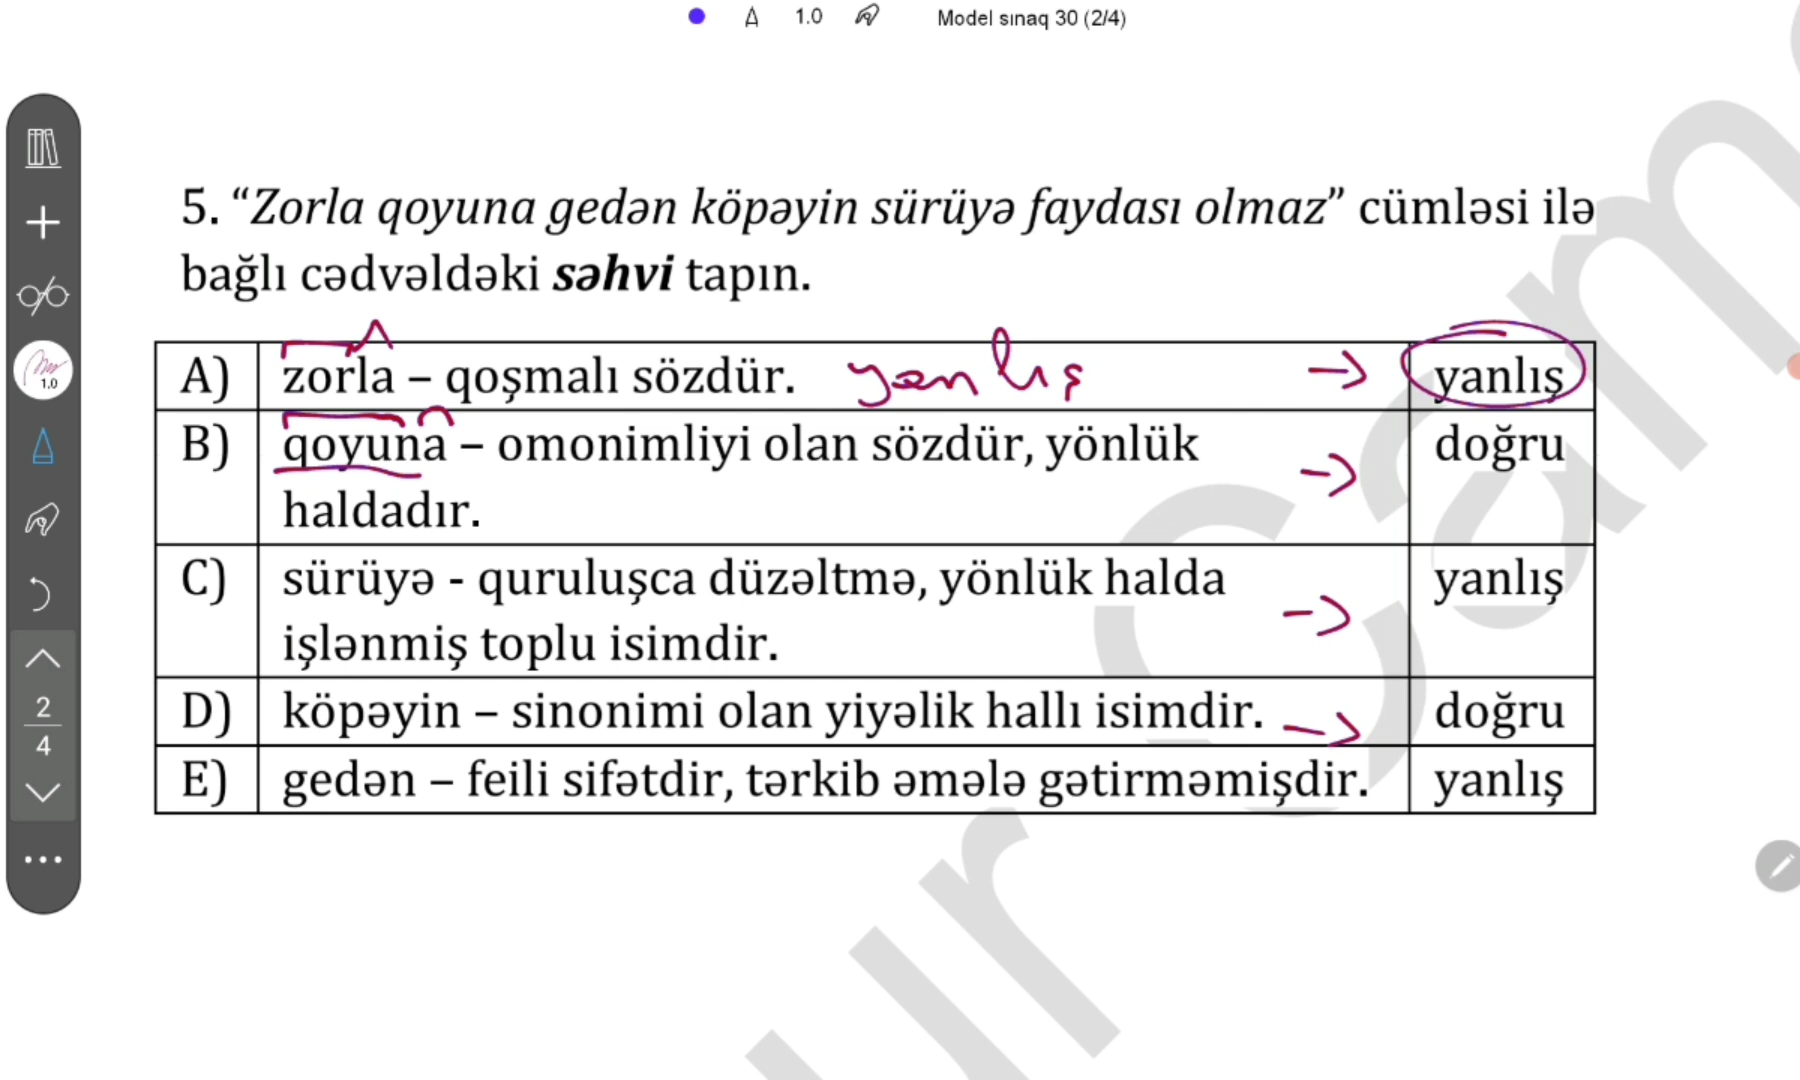 1.0 Model sınaq 30 (2/4)
5. “Zorla qoyuna gedən köpəyin sürüyə faydası olmaz” cümləsi ilə
bağlı cədvəldəki səhvi tapın.
A) zorla – qoşmalı sözdür. yanlış → yanlış
B) qoyuna – omonimliyi olan sözdür, yönlük → doğru
haldadır.
C) sürüyə - quruluşca düzəltmə, yönlük halda → yanlış
işlənmiş toplu isimdir.
D) köpəyin – sinonimi olan yiyəlik hallı isimdir. → doğru
E) gedən – feili sifətdir, tərkib əmələ gətirməmişdir. yanlış
1.0
2
4